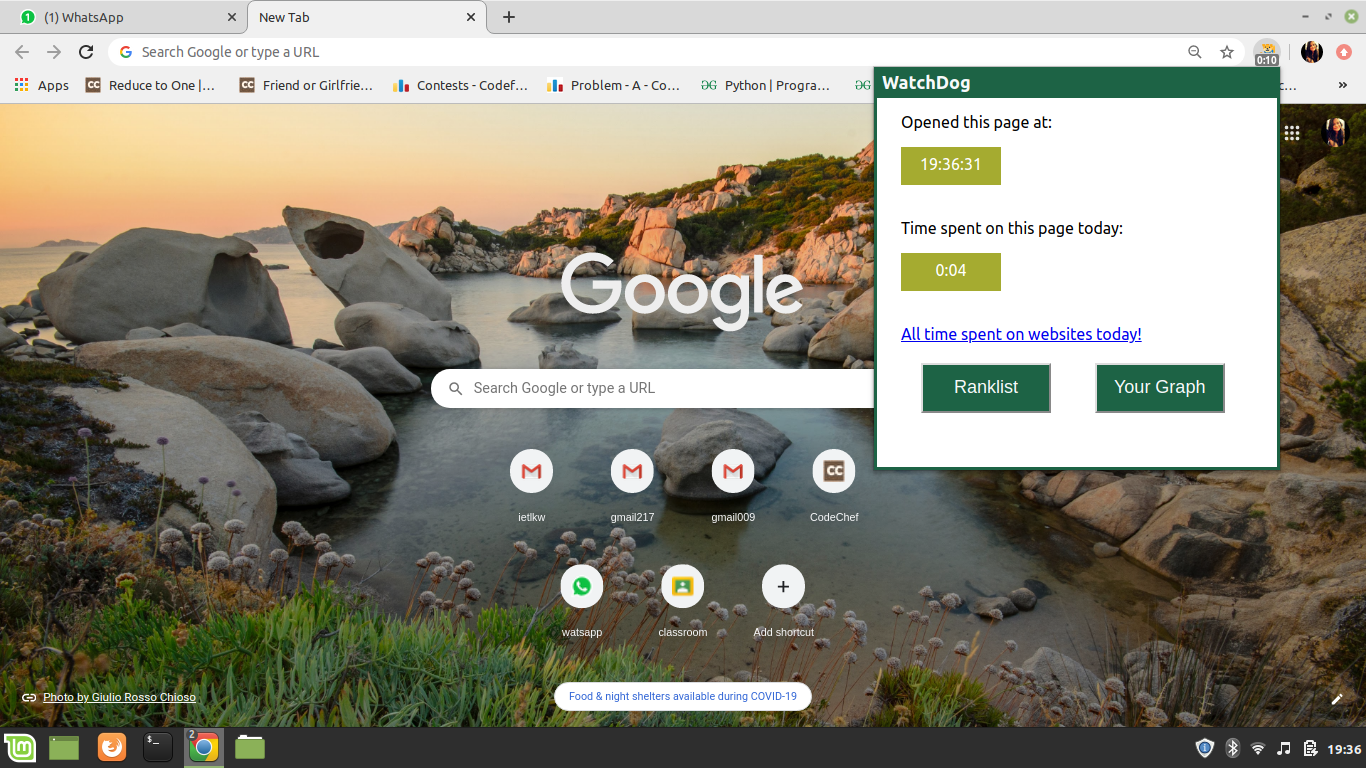 (1) WhatsApp
New Tab
Search Google or type a URL
0:10
Apps
Reduce to One |...
Friend or Girlfrie...
Contests - Codef...
Problem - A - Co...
Python | Progra...
c...
»
WatchDog
Opened this page at:
19:36:31
Time spent on this page today:
0:04
All time spent on websites today!
Ranklist
Your Graph
Google
Search Google or type a URL
ietlkw
gmail217
gmail009
CC
CodeChef
watsapp
classroom
Add shortcut
Photo by Giulio Rosso Chioso
Food & night shelters available during COVID-19
2
19:36